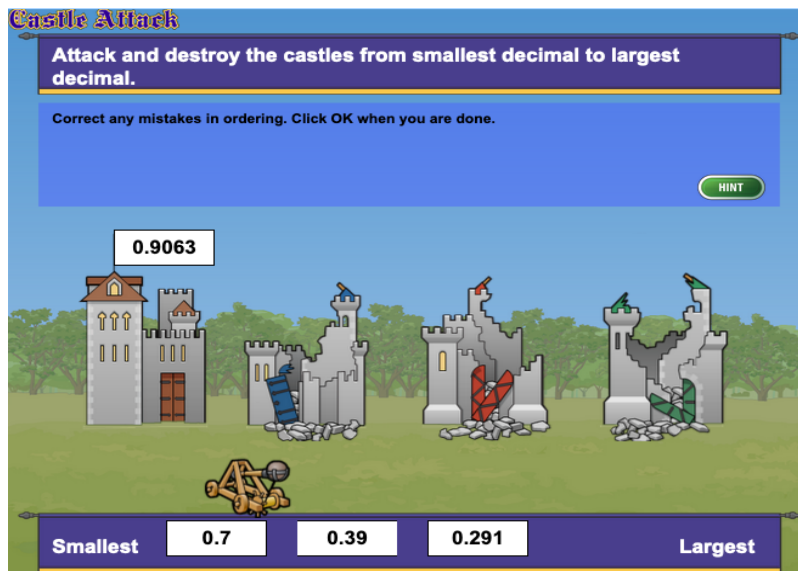 Castle Attack
Attack and destroy the castles from smallest decimal to largest
decimal.
Correct any mistakes in ordering. Click OK when you are done.
HINT
0.9063
Smallest 0.7 0.39 0.291 Largest